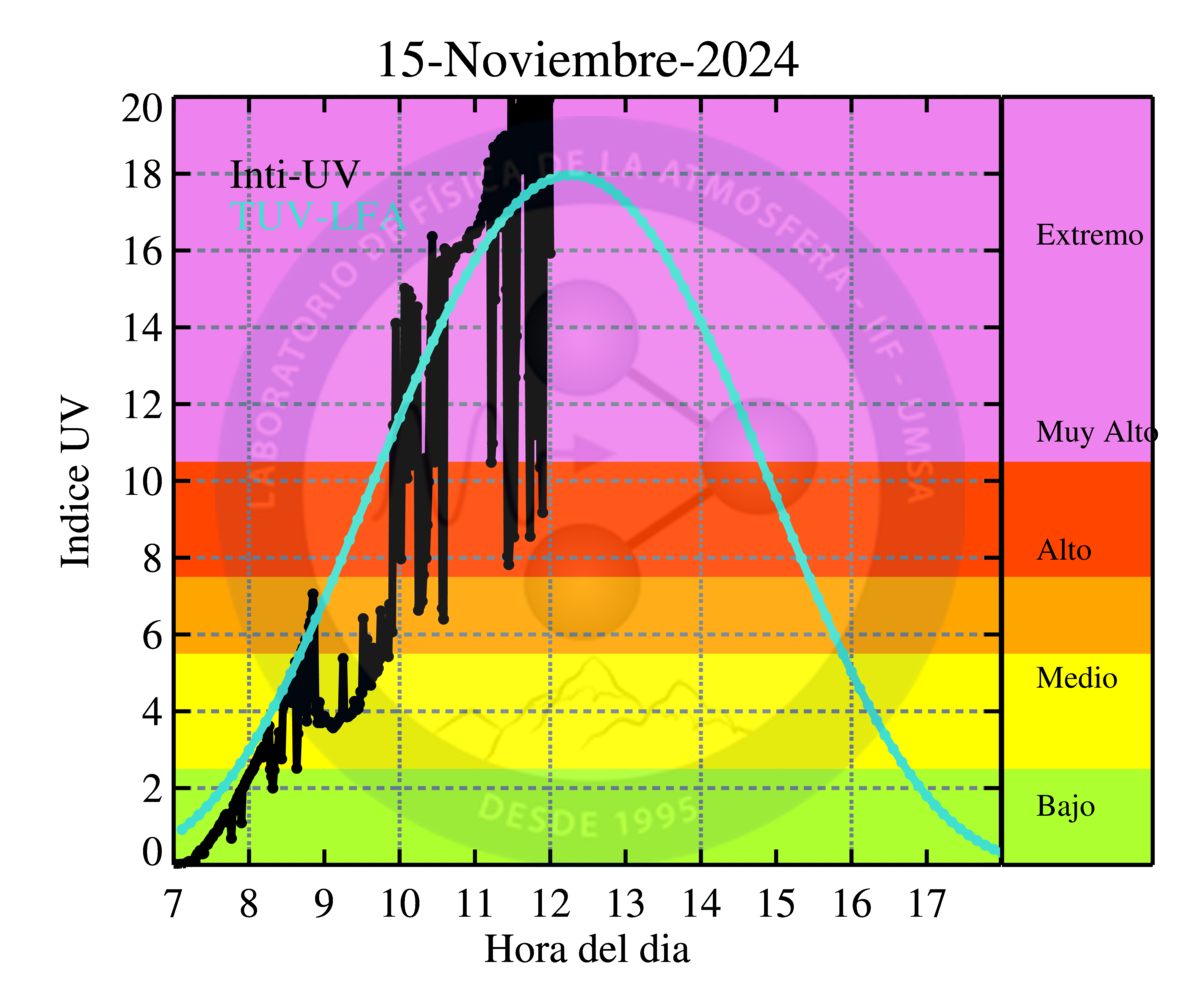 15-Noviembre-2024
Indice UV
20
18
16
14
12
10
8
6
4
2
0
Inti-UV
TUV-LFA
LABORATORIO DE FÍSICA DE LA ATMÓSFERA - IIF - UMSA
DESDE 1995
Extremo
Muy Alto
Alto
Medio
Bajo
7 8 9 10 11 12 13 14 15 16 17
Hora del dia